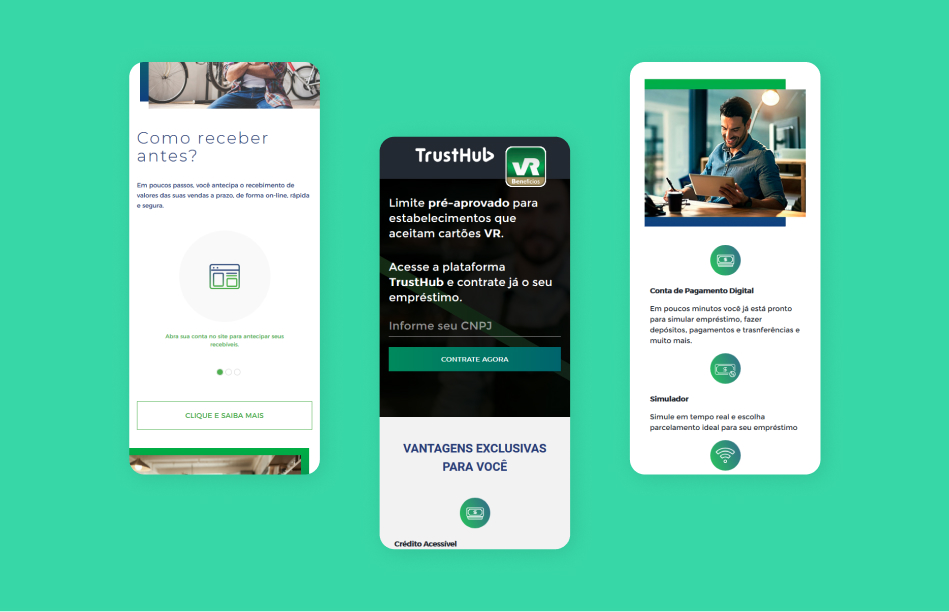 Como receber
antes?
Em poucos passos, você antecipa o recebimento de
valores das suas vendas a prazo, de forma on-line, rápida
e segura.
Abra sua conta no site para antecipar seus
recebíveis.
CLIQUE E SAIBA MAIS
TrustHub
VR
Benefícios
Limite pré-aprovado para
estabelecimentos que
aceitam cartões VR.
Acesse a plataforma
TrustHub e contrate já o seu
empréstimo.
Informe seu CNPJ
CONTRATE AGORA
VANTAGENS EXCLUSIVAS
PARA VOCÊ
Crédito Acessível
Conta de Pagamento Digital
Em poucos minutos você já está pronto
para simular empréstimo, fazer
depósitos, pagamentos e trasnferências e
muito mais.
Simulador
Simule em tempo real e escolha
parcelamento ideal para seu empréstimo